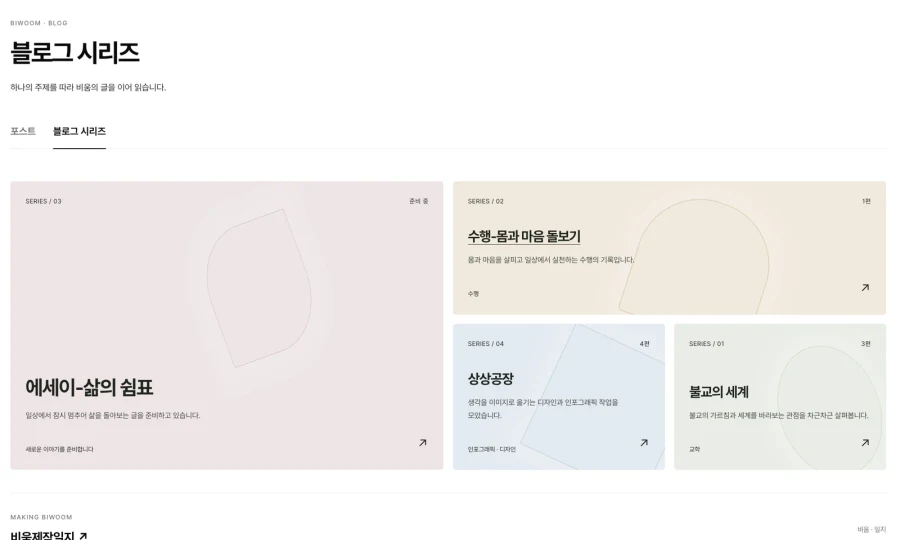 BIWOOM · BLOG
블로그 시리즈
하나의 주제를 따라 비움의 글을 이어 읽습니다.
포스트
블로그 시리즈
SERIES / 03
준비 중
에세이-삶의 쉼표
일상에서 잠시 멈추어 삶을 돌아보는 글을 준비하고 있습니다.
새로운 이야기를 준비합니다
SERIES / 02
1편
수행-몸과 마음 돌보기
몸과 마음을 살피고 일상에서 실천하는 수행의 기록입니다.
수행
SERIES / 04
4편
상상공장
생각을 이미지로 옮기는 디자인과 인포그래픽 작업을
모았습니다.
인포그래픽 · 디자인
SERIES / 01
3편
불교의 세계
불교의 가르침과 세계를 바라보는 관점을 차근차근 살펴봅니다.
교학
MAKING BIWOOM
비움제작일지
비움 · 일지